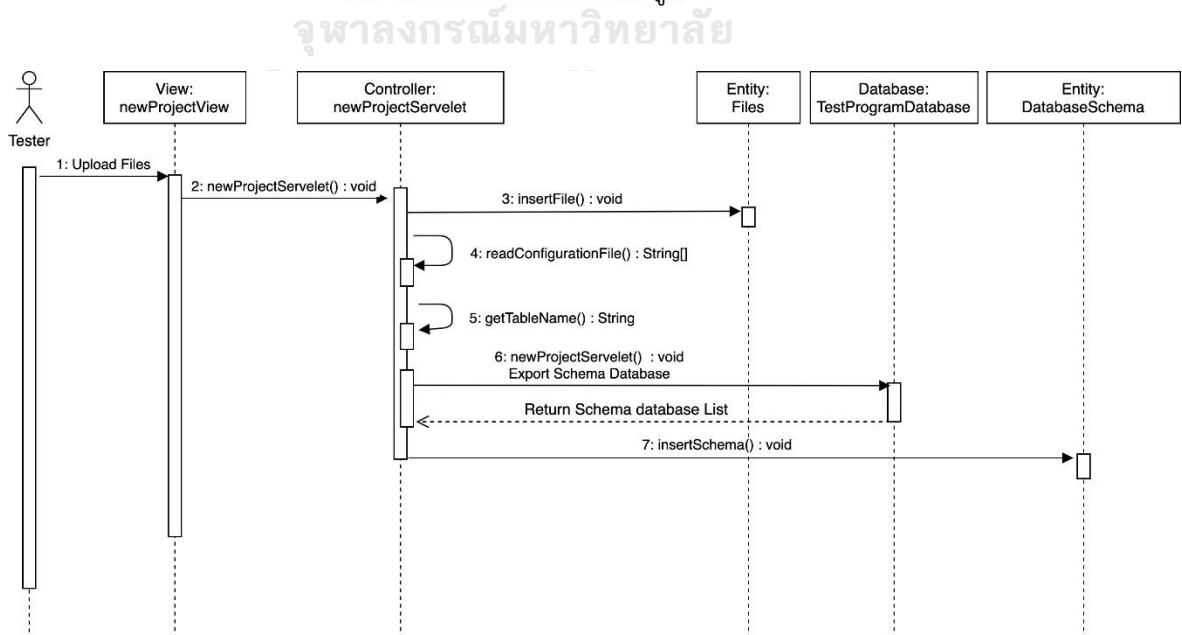 จุฬาลงกรณ์มหาวิทยาลัย
View:
newProjectView
Controller:
newProjectServelet
Entity:
Files
Database:
TestProgramDatabase
Entity:
DatabaseSchema
Tester
1: Upload Files
2: newProjectServelet() : void
3: insertFile() : void
4: readConfigurationFile() : String[]
5: getTableName() : String
6: newProjectServelet() : void
Export Schema Database
Return Schema database List
7: insertSchema() : void